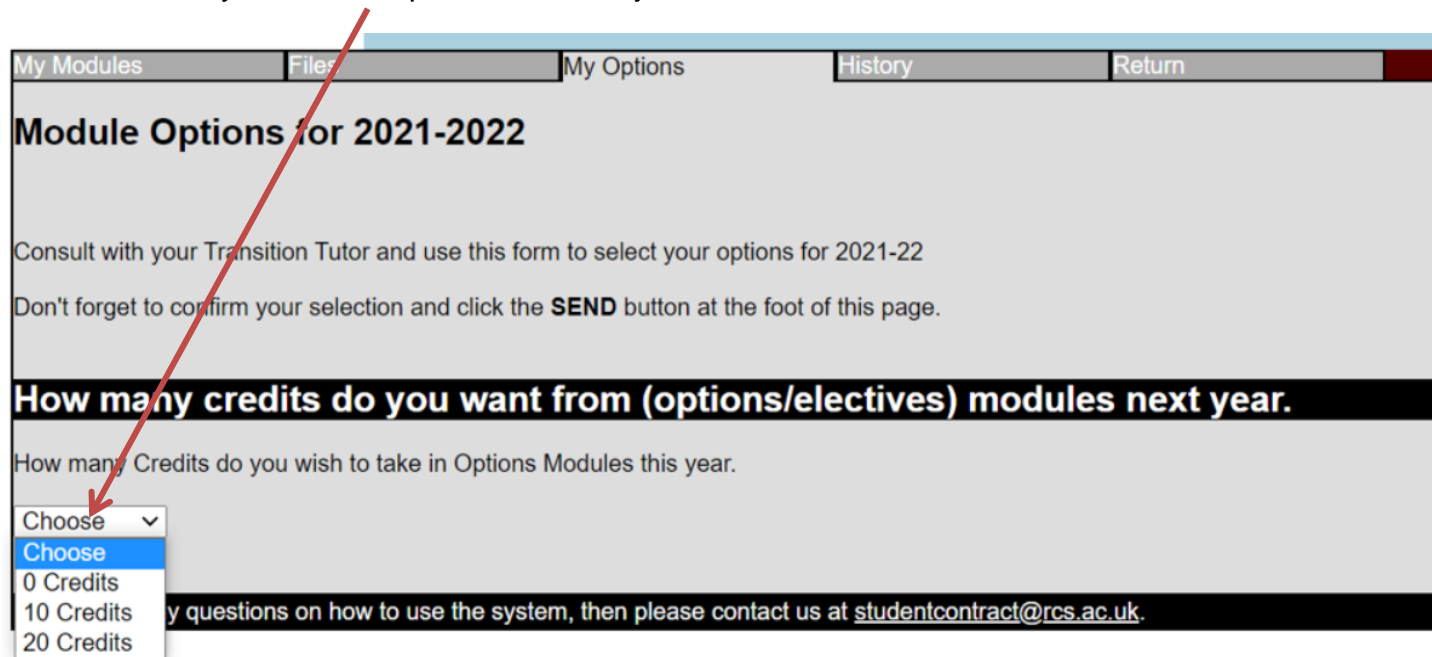 My Modules Files My Options History Return
Module Options for 2021-2022
Consult with your Transition Tutor and use this form to select your options for 2021-22
Don't forget to confirm your selection and click the SEND button at the foot of this page.
How many credits do you want from (options/electives) modules next year.
How many Credits do you wish to take in Options Modules this year.
Choose
Choose
0 Credits
10 Credits y questions on how to use the system, then please contact us at studentcontract@rcs.ac.uk.
20 Credits